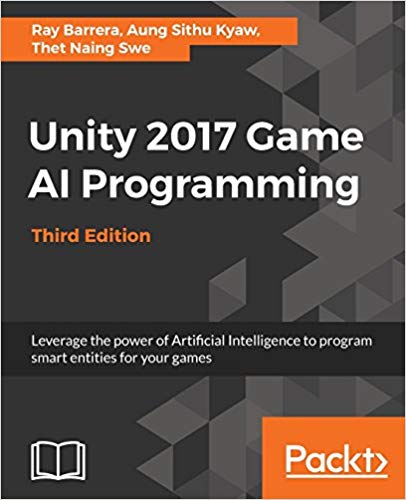 Ray Barrera, Aung Sithu Kyaw,
Thet Naing Swe
Unity 2017 Game
AI Programming
Third Edition
Leverage the power of Artificial Intelligence to program
smart entities for your games
Packt>